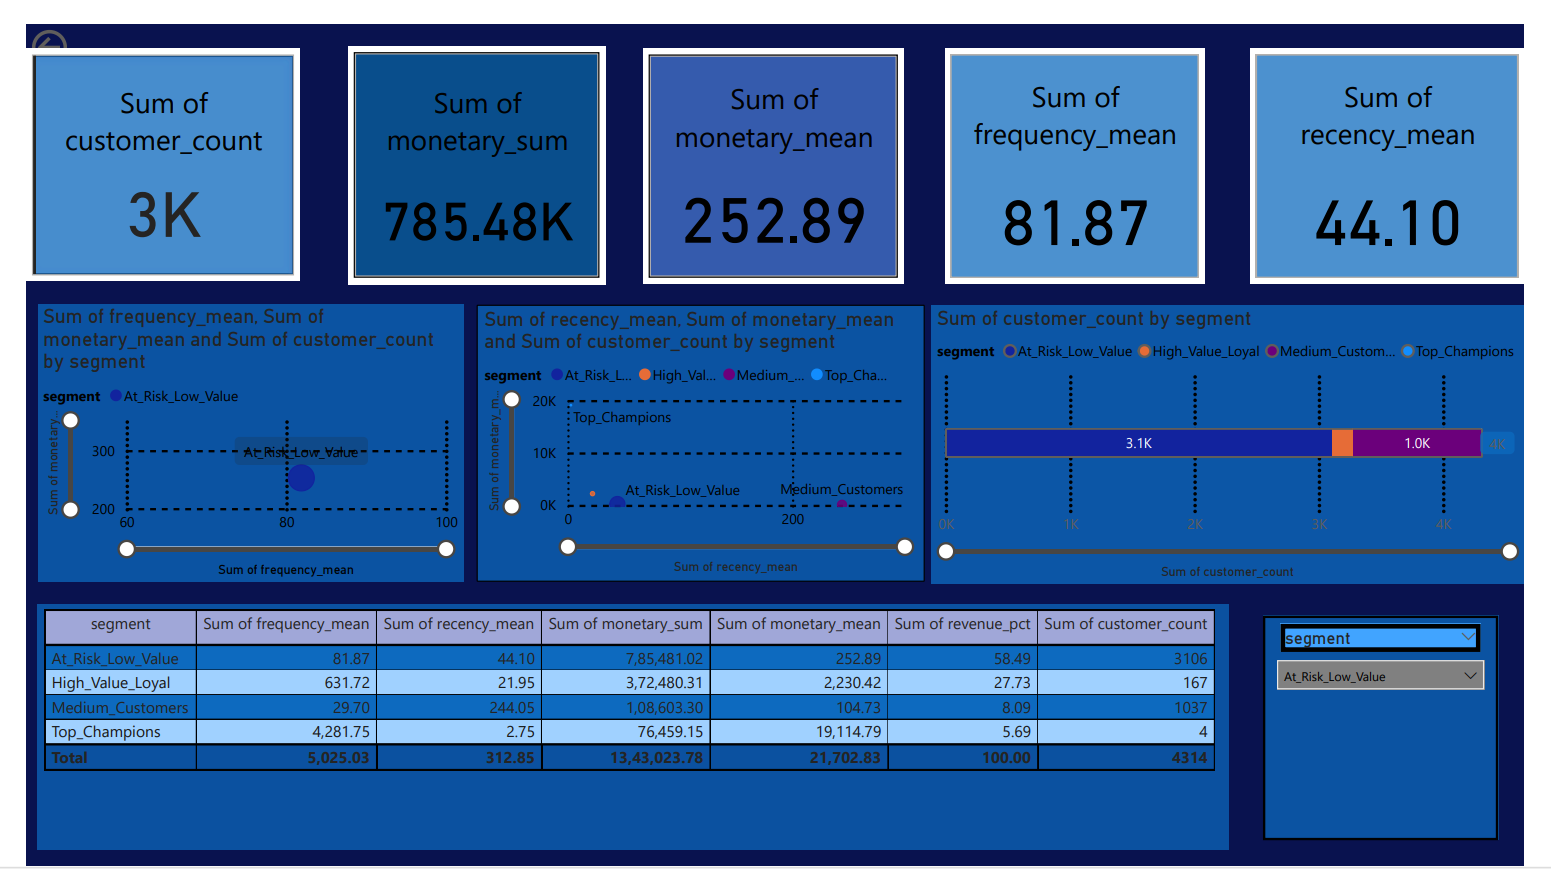 Sum of
customer_count
3K
Sum of
monetary_sum
785.48K
Sum of
monetary_mean
252.89
Sum of
frequency_mean
81.87
Sum of
recency_mean
44.10
Sum of frequency_mean, Sum of
monetary_mean and Sum of customer_count
by segment
segment At_Risk_Low_Value
Sum of monetary...
300
200
At_Risk_Low_Value
60 80 100
Sum of frequency_mean
Sum of recency_mean, Sum of monetary_mean
and Sum of customer_count by segment
segment At_Risk_L... High_Val... Medium_... Top_Cha...
Sum of monetary_m...
20K
10K
0K
Top_Champions
At_Risk_Low_Value
Medium_Customers
0 200
Sum of recency_mean
Sum of customer_count by segment
segment At_Risk_Low_Value High_Value_Loyal Medium_Custom... Top_Champions
3.1K 1.0K 4K
0K 1K 2K 3K 4K
Sum of customer_count
segment Sum of frequency_mean Sum of recency_mean Sum of monetary_sum Sum of monetary_mean Sum of revenue_pct Sum of customer_count
At_Risk_Low_Value 81.87 44.10 7,85,481.02 252.89 58.49 3106
High_Value_Loyal 631.72 21.95 3,72,480.31 2,230.42 27.73 167
Medium_Customers 29.70 244.05 1,08,603.30 104.73 8.09 1037
Top_Champions 4,281.75 2.75 76,459.15 19,114.79 5.69 4
Total 5,025.03 312.85 13,43,023.78 21,702.83 100.00 4314
segment
At_Risk_Low_Value